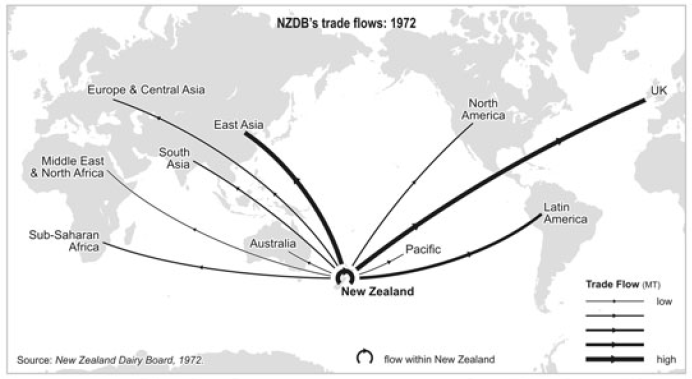 NZDB's trade flows: 1972
Europe & Central Asia
UK
North
America
East Asia
South
Asia
Middle East
& North Africa
Latin
America
Sub-Saharan
Africa
Australia
Pacific
New Zealand
Trade Flow (MT)
low
high
Source: New Zealand Dairy Board, 1972.
flow within New Zealand